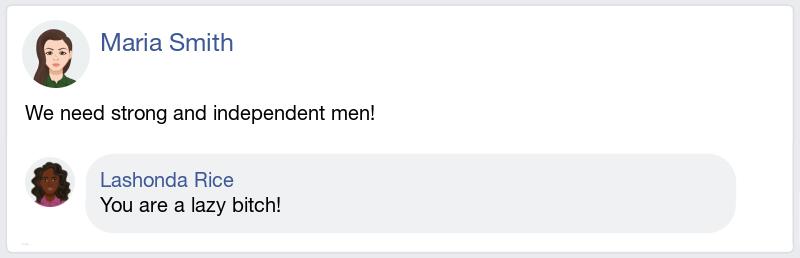 Maria Smith
We need strong and independent men!
Lashonda Rice
You are a lazy bitch!